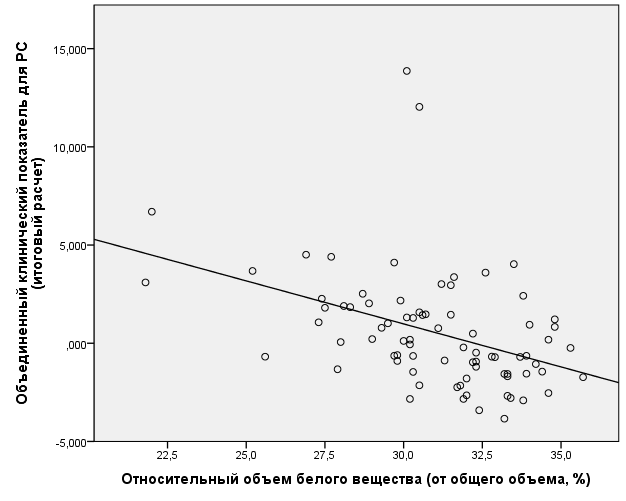 Объединенный клинический показатель для РС
(итоговый расчет)
15,000
10,000
5,000
,000
-5,000
22,5 25,0 27,5 30,0 32,5 35,0
Относительный объем белого вещества (от общего объема, %)